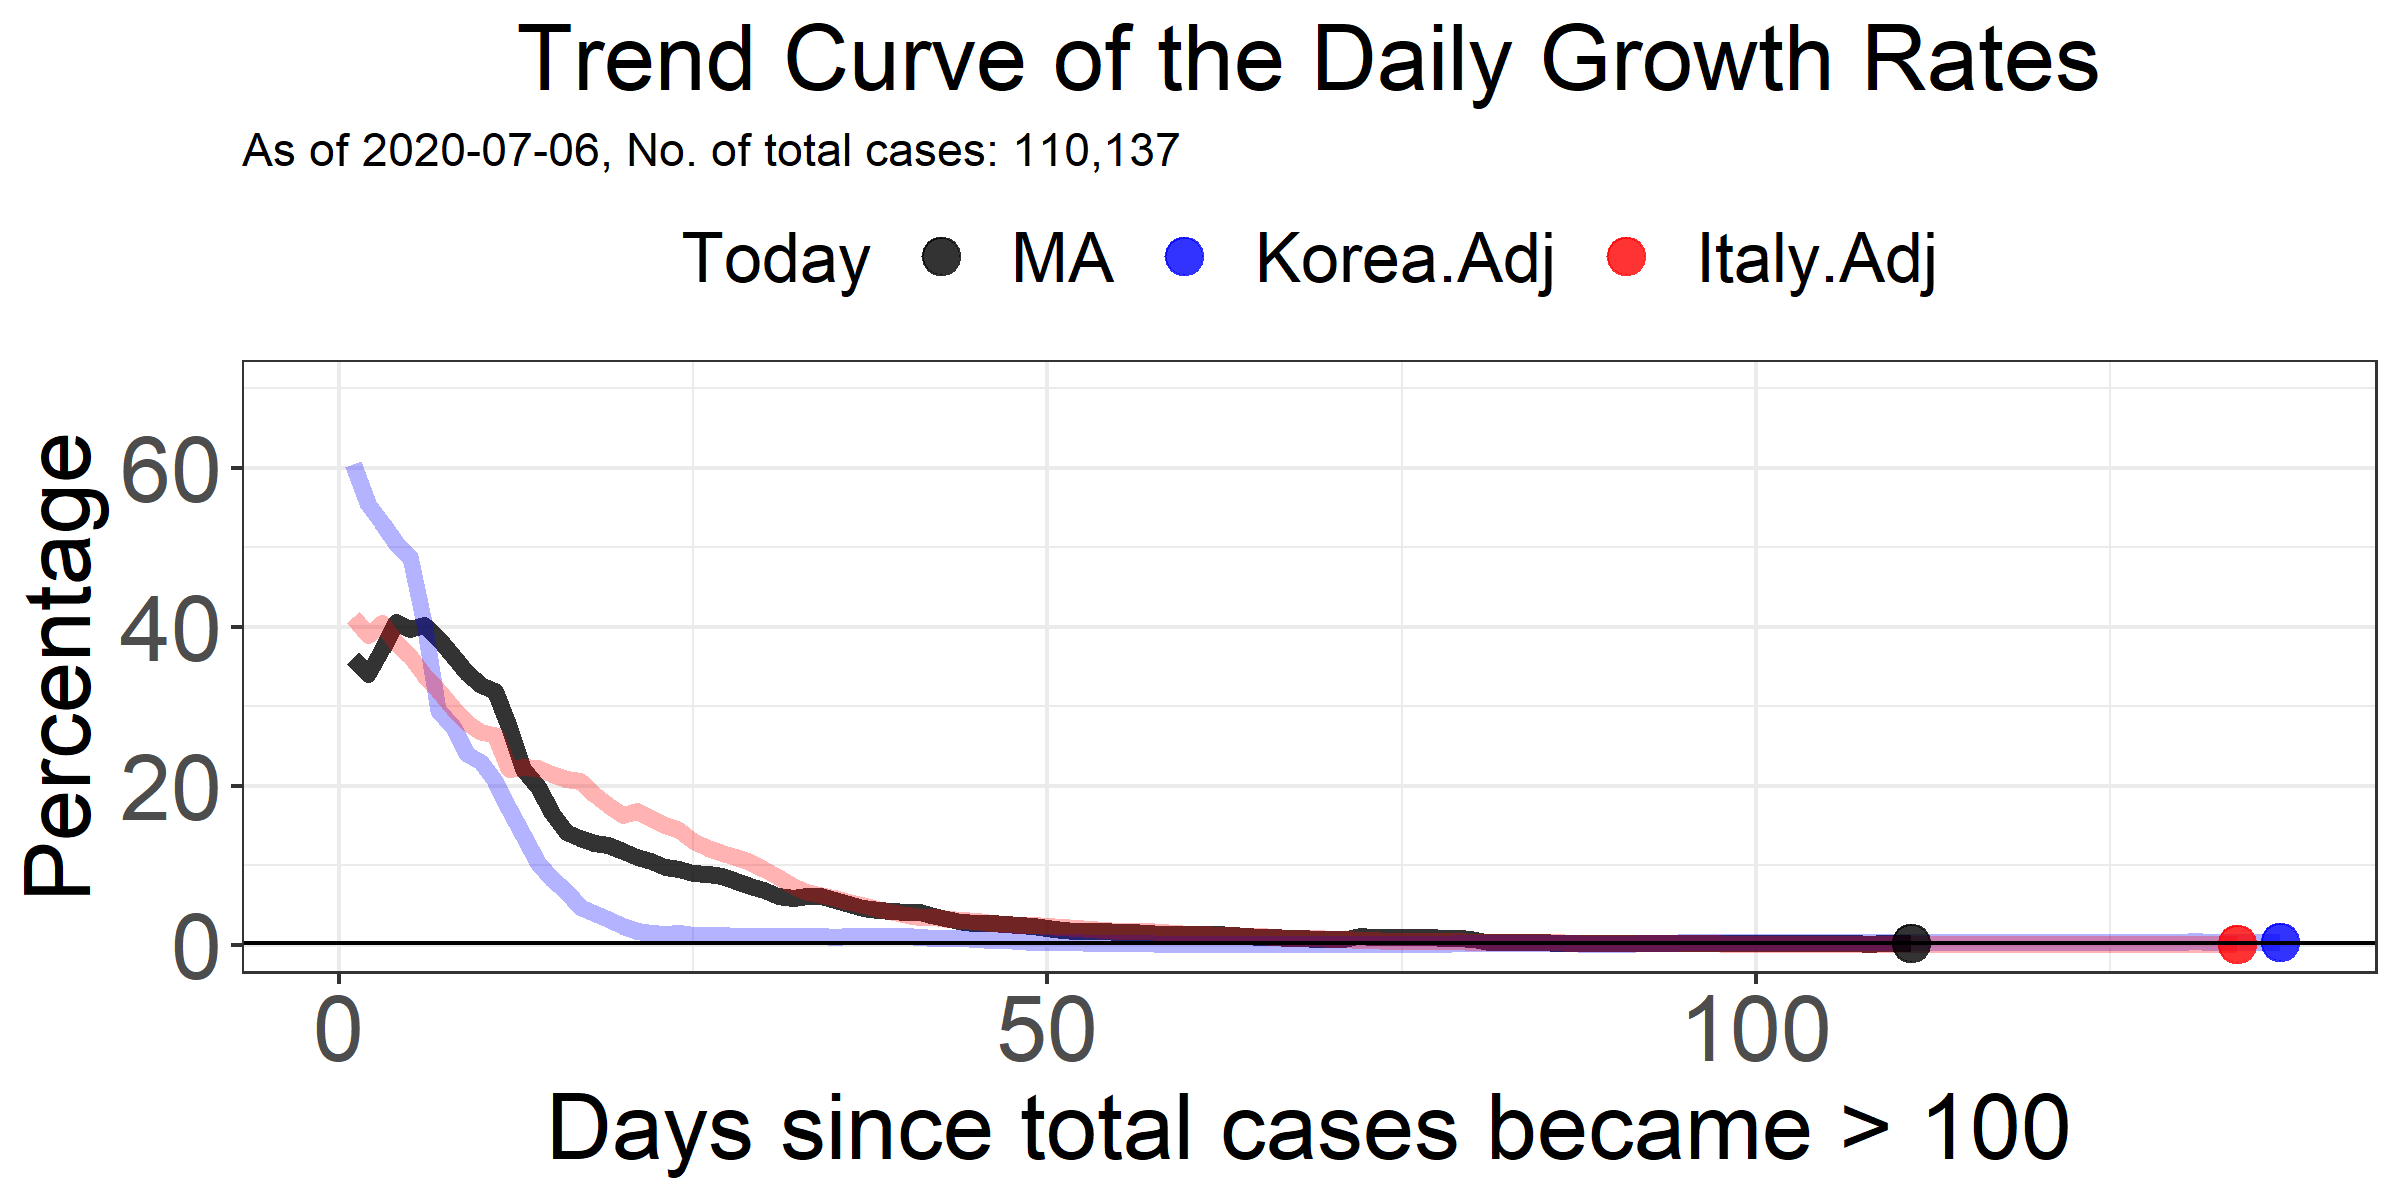 Trend Curve of the Daily Growth Rates
As of 2020-07-06, No. of total cases: 110,137
Today MA Korea.Adj Italy.Adj
Percentage
60
40
20
0
0 50 100
Days since total cases became > 100